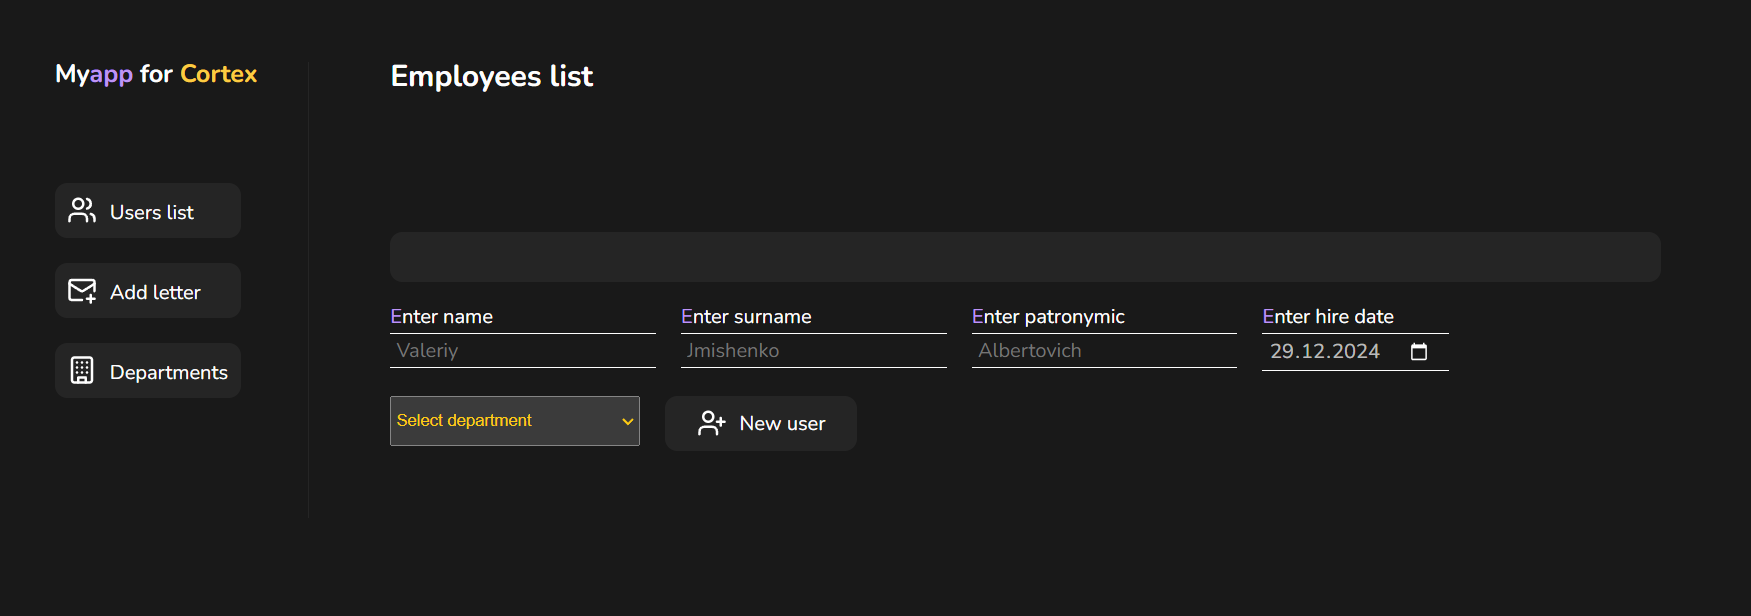 Myapp for Cortex
Employees list
Users list
Add letter
Departments
Enter name
Enter surname
Enter patronymic
Enter hire date
Valeriy
Jmishenko
Albertovich
29.12.2024
Select department
New user